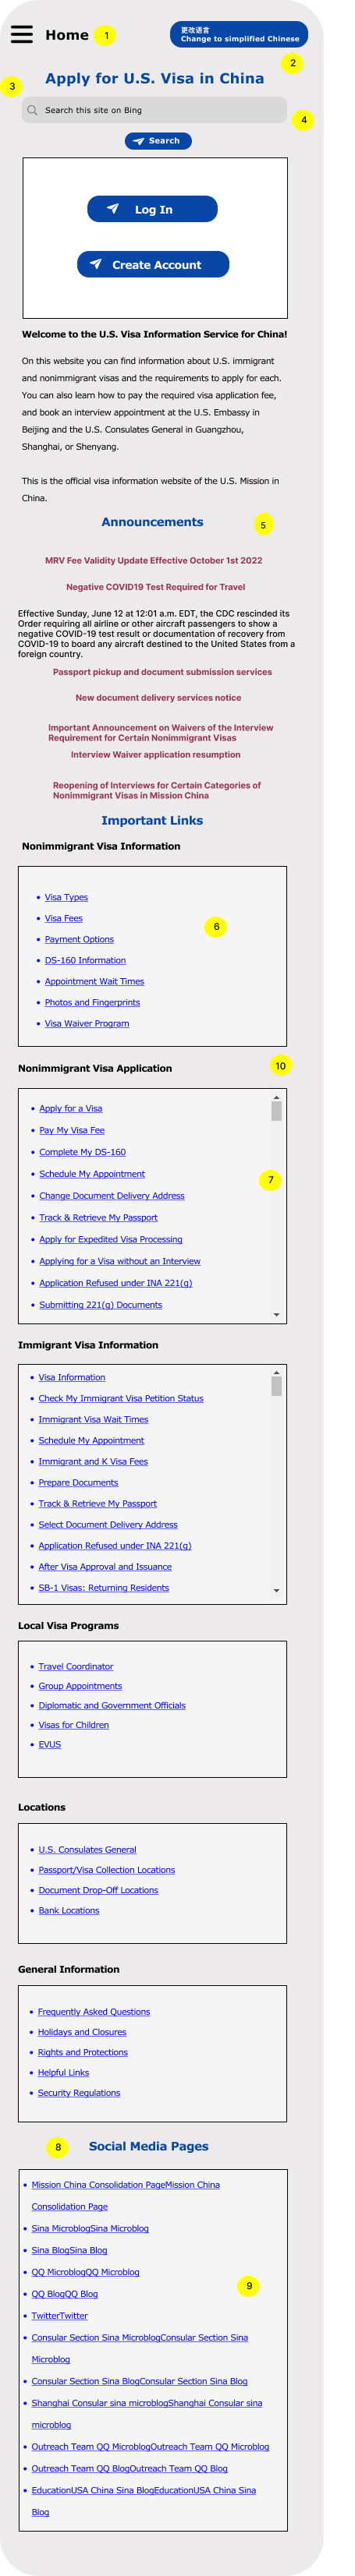 Home
1
更改语言
Change to simplified Chinese
2
Apply for U.S. Visa in China
3
Search this site on Bing
4
Search
Log In
Create Account
Welcome to the U.S. Visa Information Service for China!
On this website you can find information about U.S. immigrant
and nonimmigrant visas and the requirements to apply for each.
You can also learn how to pay the required visa application fee,
and book an interview appointment at the U.S. Embassy in
Beijing and the U.S. Consulates General in Guangzhou,
Shanghai, or Shenyang.
This is the official visa information website of the U.S. Mission in
China.
Announcements
5
MRV Fee Validity Update Effective October 1st 2022
Negative COVID19 Test Required for Travel
Effective Sunday, June 12 at 12:01 a.m. EDT, the CDC rescinded its
Order requiring all airline or other aircraft passengers to show a
negative COVID-19 test result or documentation of recovery from
COVID-19 to board any aircraft destined to the United States from a
foreign country.
Passport pickup and document submission services
New document delivery services notice
Important Announcement on Waivers of the Interview
Requirement for Certain Nonimmigrant Visas
Interview Waiver application resumption
Reopening of Interviews for Certain Categories of
Nonimmigrant Visas in Mission China
Important Links
Nonimmigrant Visa Information
• Visa Types
• Visa Fees
6
• Payment Options
• DS-160 Information
• Appointment Wait Times
• Photos and Fingerprints
• Visa Waiver Program
Nonimmigrant Visa Application
10
• Apply for a Visa
• Pay My Visa Fee
• Complete My DS-160
• Schedule My Appointment
7
• Change Document Delivery Address
• Track & Retrieve My Passport
• Apply for Expedited Visa Processing
• Applying for a Visa without an Interview
• Application Refused under INA 221(g)
• Submitting 221(g) Documents
Immigrant Visa Information
• Visa Information
• Check My Immigrant Visa Petition Status
• Immigrant Visa Wait Times
• Schedule My Appointment
• Immigrant and K Visa Fees
• Prepare Documents
• Track & Retrieve My Passport
• Select Document Delivery Address
• Application Refused under INA 221(g)
• After Visa Approval and Issuance
• SB-1 Visas: Returning Residents
Local Visa Programs
• Travel Coordinator
• Group Appointments
• Diplomatic and Government Officials
• Visas for Children
• EVUS
Locations
• U.S. Consulates General
• Passport/Visa Collection Locations
• Document Drop-Off Locations
• Bank Locations
General Information
• Frequently Asked Questions
• Holidays and Closures
• Rights and Protections
• Helpful Links
• Security Regulations
8
Social Media Pages
• Mission China Consolidation PageMission China
Consolidation Page
• Sina MicroblogSina Microblog
• Sina BlogSina Blog
• QQ MicroblogQQ Microblog
9
• QQ BlogQQ Blog
• TwitterTwitter
• Consular Section Sina MicroblogConsular Section Sina
Microblog
• Consular Section Sina BlogConsular Section Sina Blog
• Shanghai Consular sina microblogShanghai Consular sina
microblog
• Outreach Team QQ MicroblogOutreach Team QQ Microblog
• Outreach Team QQ BlogOutreach Team QQ Blog
• EducationUSA China Sina BlogEducationUSA China Sina
Blog